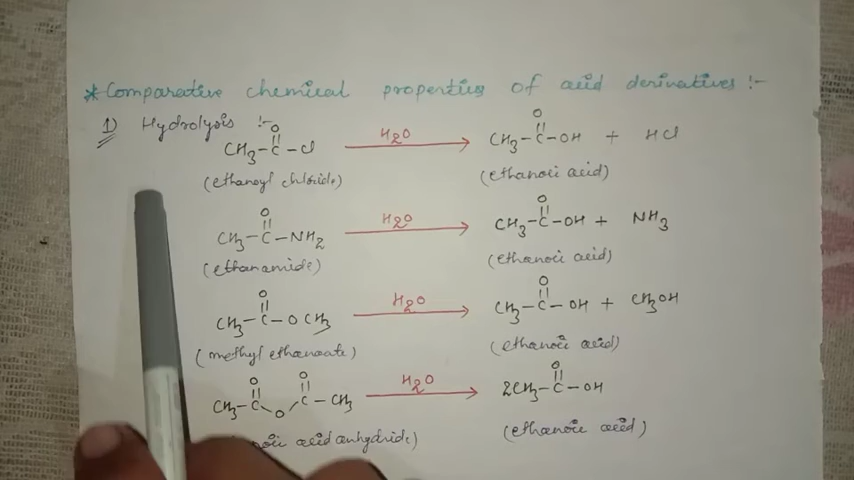 * Comparative chemical properties of acid derivatives :-
1) Hydrolysis :-
O O
CH3-C-Cl H2O CH3-C-OH + HCl
(ethanoyl chloride) (ethanoic acid)
O O
CH3-C-NH2 H2O CH3-C-OH + NH3
(ethanamide) (ethanoic acid)
O O
CH3-C-OCH3 H2O CH3-C-OH + CH3OH
(methyl ethanoate) (ethanoic acid)
O O O
CH3-C O C-CH3 H2O 2CH3-C-OH
acid anhydride) (ethanoic acid)